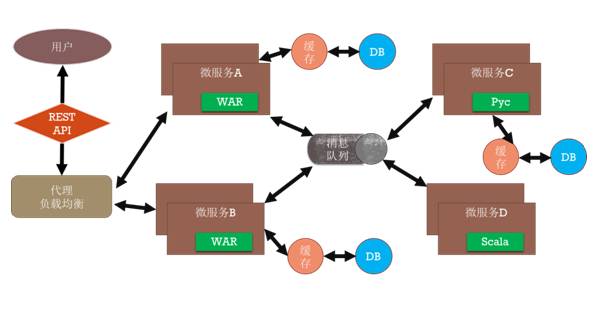 用户
REST
API
代理
负载均衡
微服务A
WAR
缓
存
DB
微服务B
WAR
缓
存
DB
消息
队列
微服务C
Pyc
缓
存
DB
微服务D
Scala